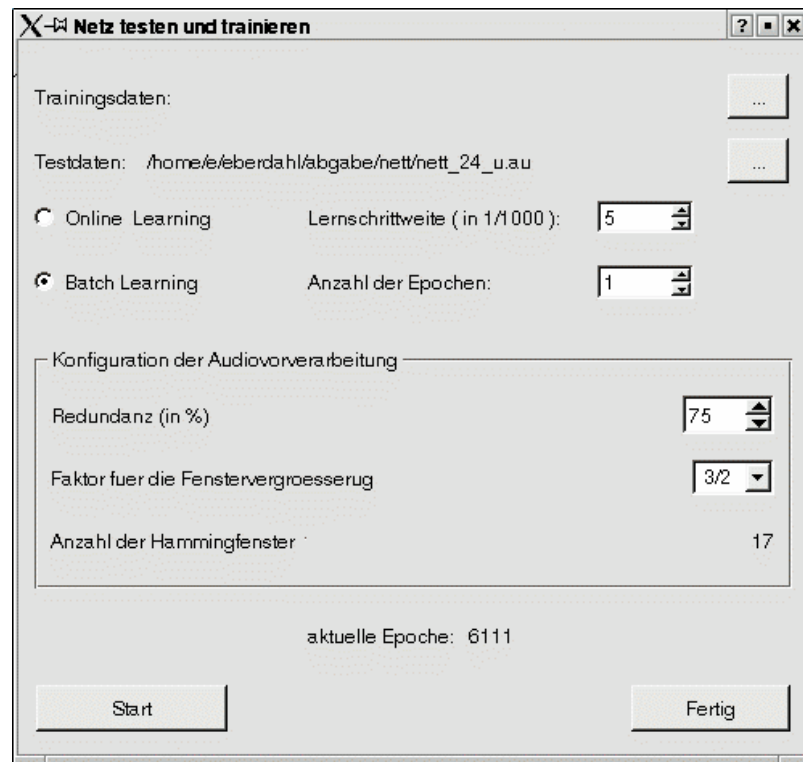 Netz testen und trainieren
Trainingsdaten:
...
Testdaten: /home/e/eberdahl/abgabe/nett/nett_24_u.au
...
Online Learning Lernschrittweite ( in 1/1000 ): 5
Batch Learning Anzahl der Epochen: 1
Konfiguration der Audiovorverarbeitung
Redundanz (in %) 75
Faktor fuer die Fenstervergroesserug 3/2
Anzahl der Hammingfenster 17
aktuelle Epoche: 6111
Start Fertig